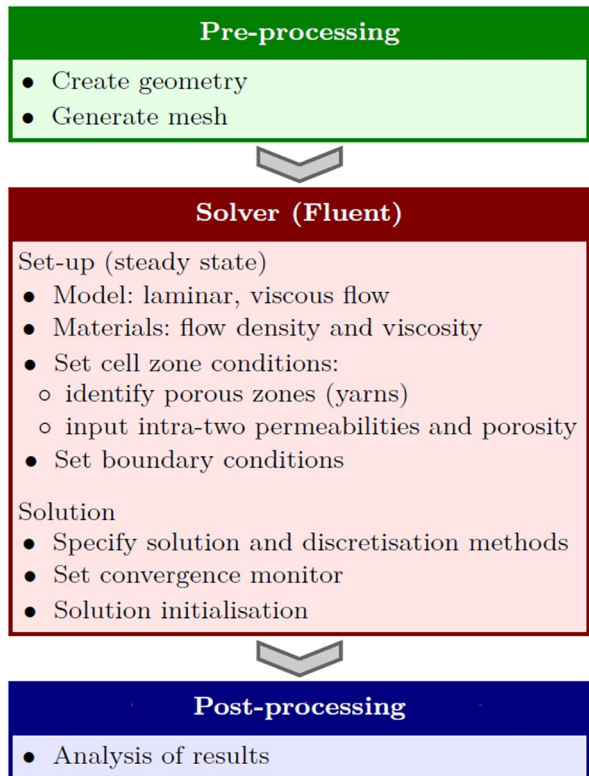 Pre-processing
● Create geometry
● Generate mesh
Solver (Fluent)
Set-up (steady state)
● Model: laminar, viscous flow
● Materials: flow density and viscosity
● Set cell zone conditions:
○ identify porous zones (yarns)
○ input intra-two permeabilities and porosity
● Set boundary conditions
Solution
● Specify solution and discretisation methods
● Set convergence monitor
● Solution initialisation
Post-processing
● Analysis of results